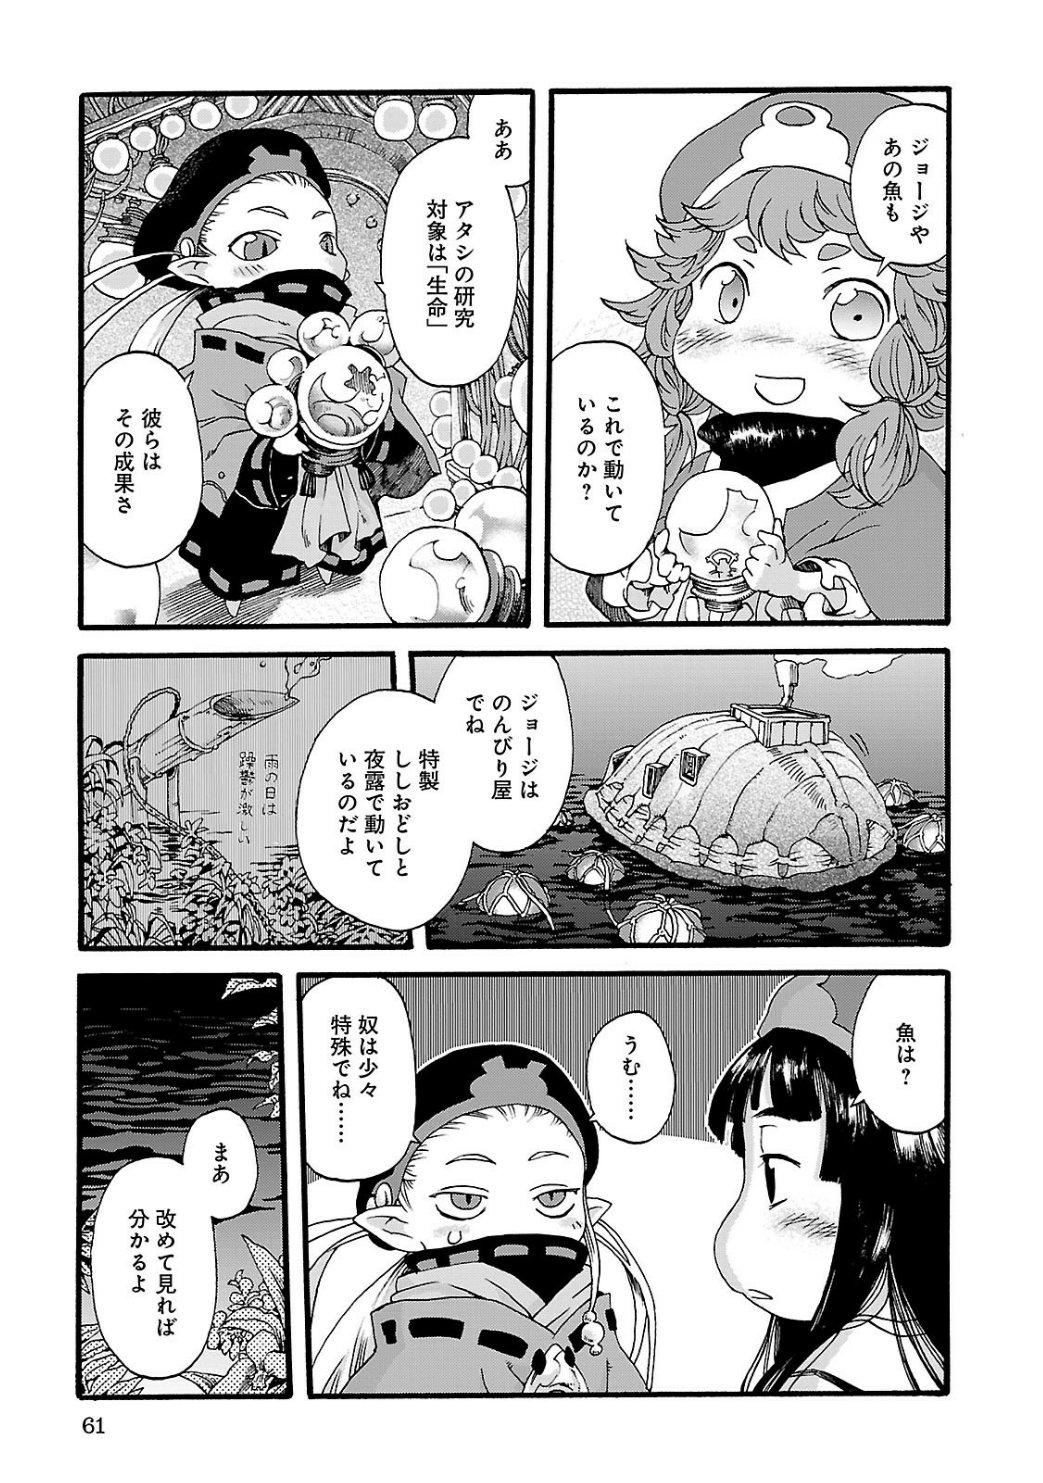 ジョージや
あの魚も
これで動いて
いるのか?
ああ
アタシの研究
対象は「生命」
彼らは
その成果さ
ジョージは
のんびり屋
でね
特製
ししおどしと
夜露で動いて
いるのだよ
雨の日は
躁鬱が激しい
魚は?
うむ……
奴は少々
特殊でね……
まあ
改めて見れば
分かるよ
61